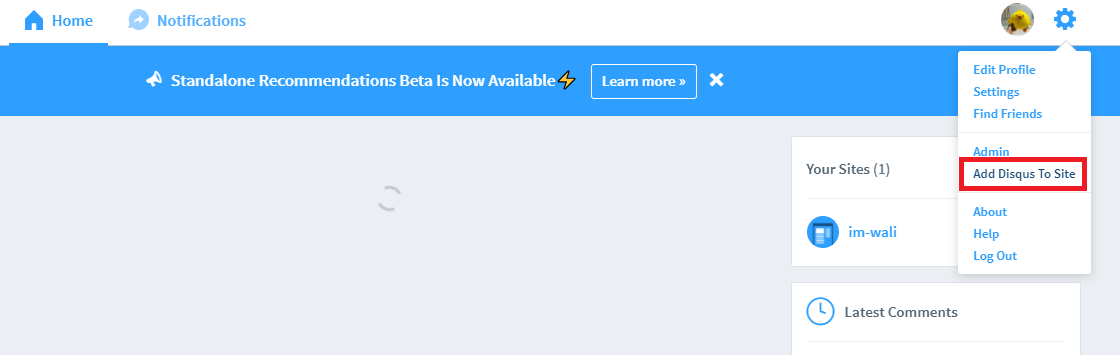 Home
Notifications
Standalone Recommendations Beta Is Now Available⚡
Learn more »
Edit Profile
Settings
Find Friends
Admin
Add Disqus To Site
About
Help
Log Out
Your Sites (1)
im-wali
Latest Comments